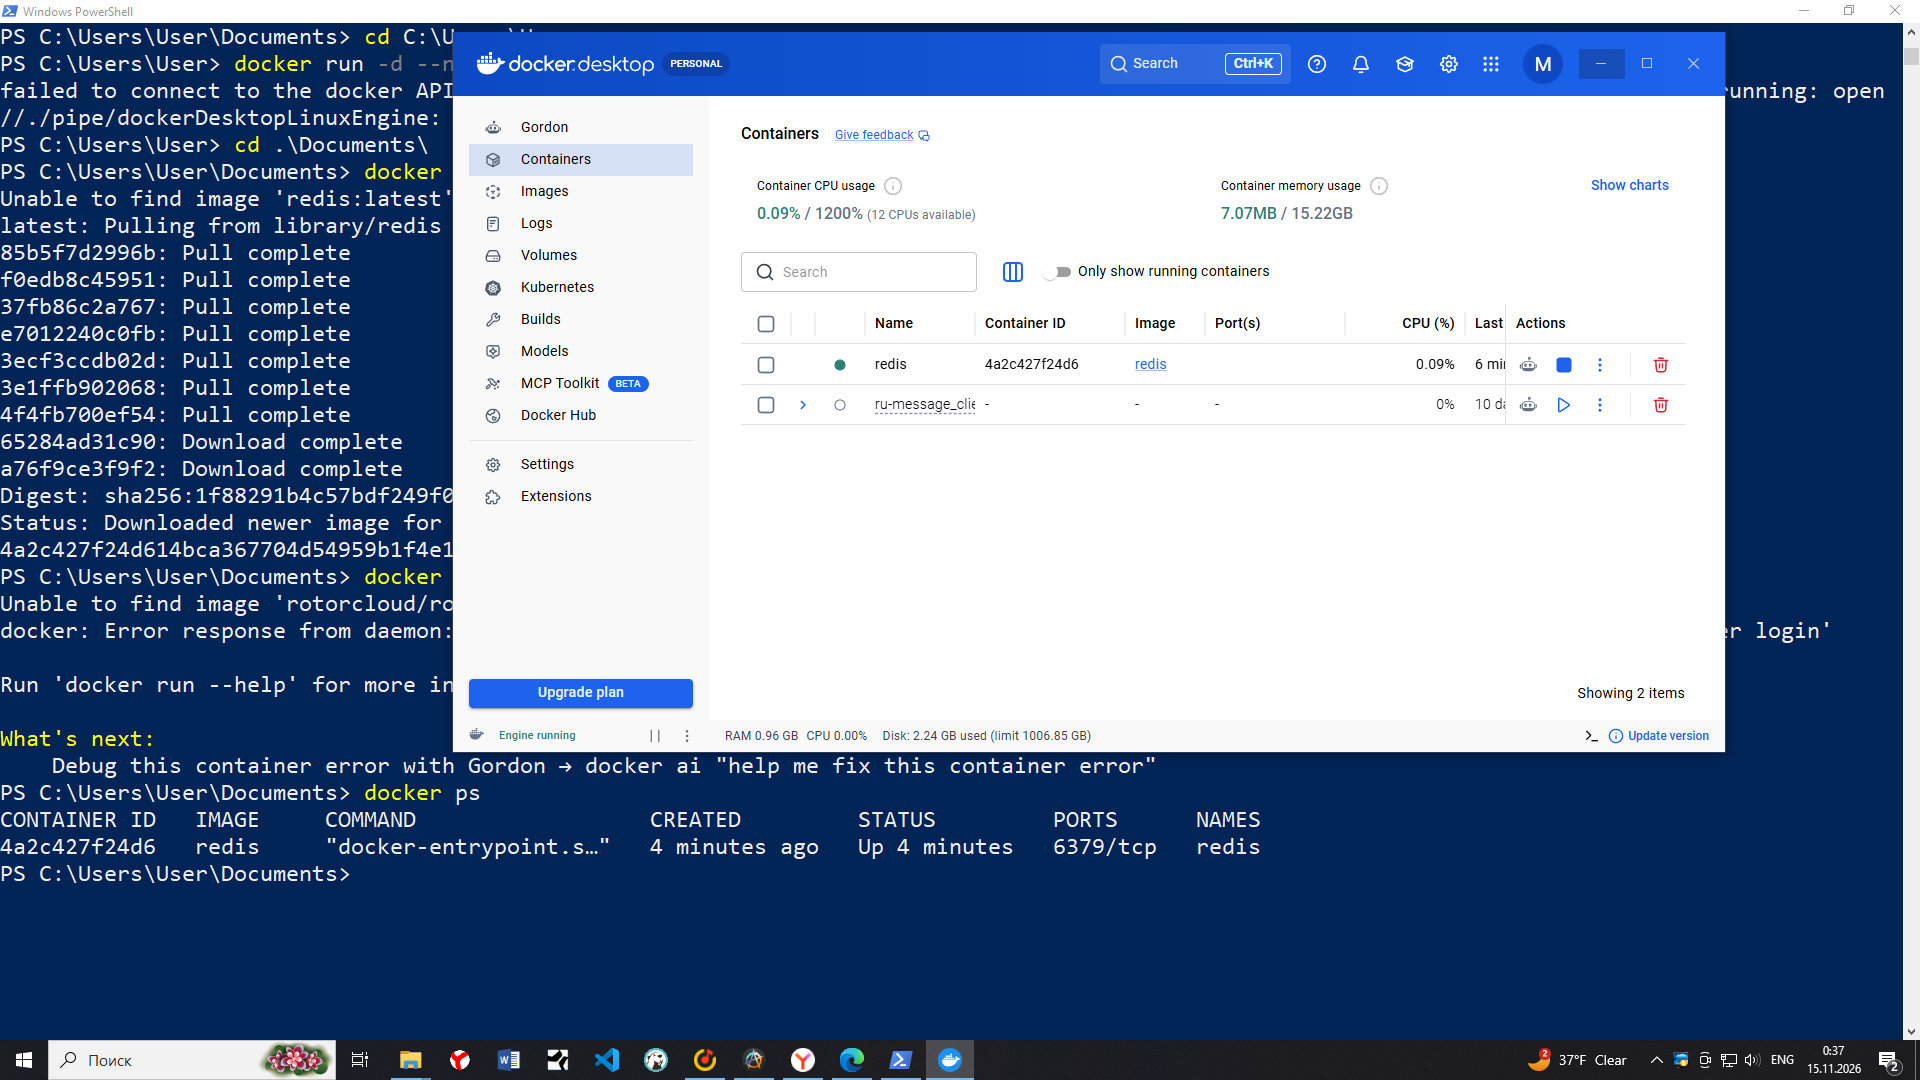 Windows PowerShell
PS C:\Users\User\Documents> cd C:\
PS C:\Users\User> docker run -d
failed to connect to the docker API
running: open
//./pipe/dockerDesktopLinuxEngine:
PS C:\Users\User> cd .\Documents\
PS C:\Users\User\Documents> docker
Unable to find image 'redis:latest'
latest: Pulling from library/redis
85b5f7d2996b: Pull complete
f0edb8c45951: Pull complete
37fb86c2a767: Pull complete
e7012240c0fb: Pull complete
3ecf3ccdb02d: Pull complete
3e1ffb902068: Pull complete
4f4fb700ef54: Pull complete
65284ad31c90: Download complete
a76f9ce3f9f2: Download complete
Digest: sha256:1f88291b4c57bdf249f0
Status: Downloaded newer image for
4a2c427f24d614bca367704d54959b1f4e1
PS C:\Users\User\Documents> docker
Unable to find image 'rotorcloud/ro
docker: Error response from daemon:
er login'
Run 'docker run --help' for more in
What's next:
Debug this container error with Gordon → docker ai "help me fix this container error"
PS C:\Users\User\Documents> docker ps
CONTAINER ID IMAGE COMMAND CREATED STATUS PORTS NAMES
4a2c427f24d6 redis "docker-entrypoint.s…" 4 minutes ago Up 4 minutes 6379/tcp redis
PS C:\Users\User\Documents>
docker.desktop PERSONAL
Search Ctrl+K
M
Gordon
Containers
Images
Logs
Volumes
Kubernetes
Builds
Models
MCP Toolkit BETA
Docker Hub
Settings
Extensions
Upgrade plan
Containers Give feedback
Container CPU usage
0.09% / 1200% (12 CPUs available)
Container memory usage
7.07MB / 15.22GB
Show charts
Search
Only show running containers
Name Container ID Image Port(s) CPU (%) Last Actions
redis 4a2c427f24d6 redis 0.09% 6 min
ru-message_clie - - - 0% 10 da
Showing 2 items
Engine running
RAM 0.96 GB CPU 0.00% Disk: 2.24 GB used (limit 1006.85 GB)
Update version
Поиск
2
37°F Clear
ENG
0:37
15.11.2026
2